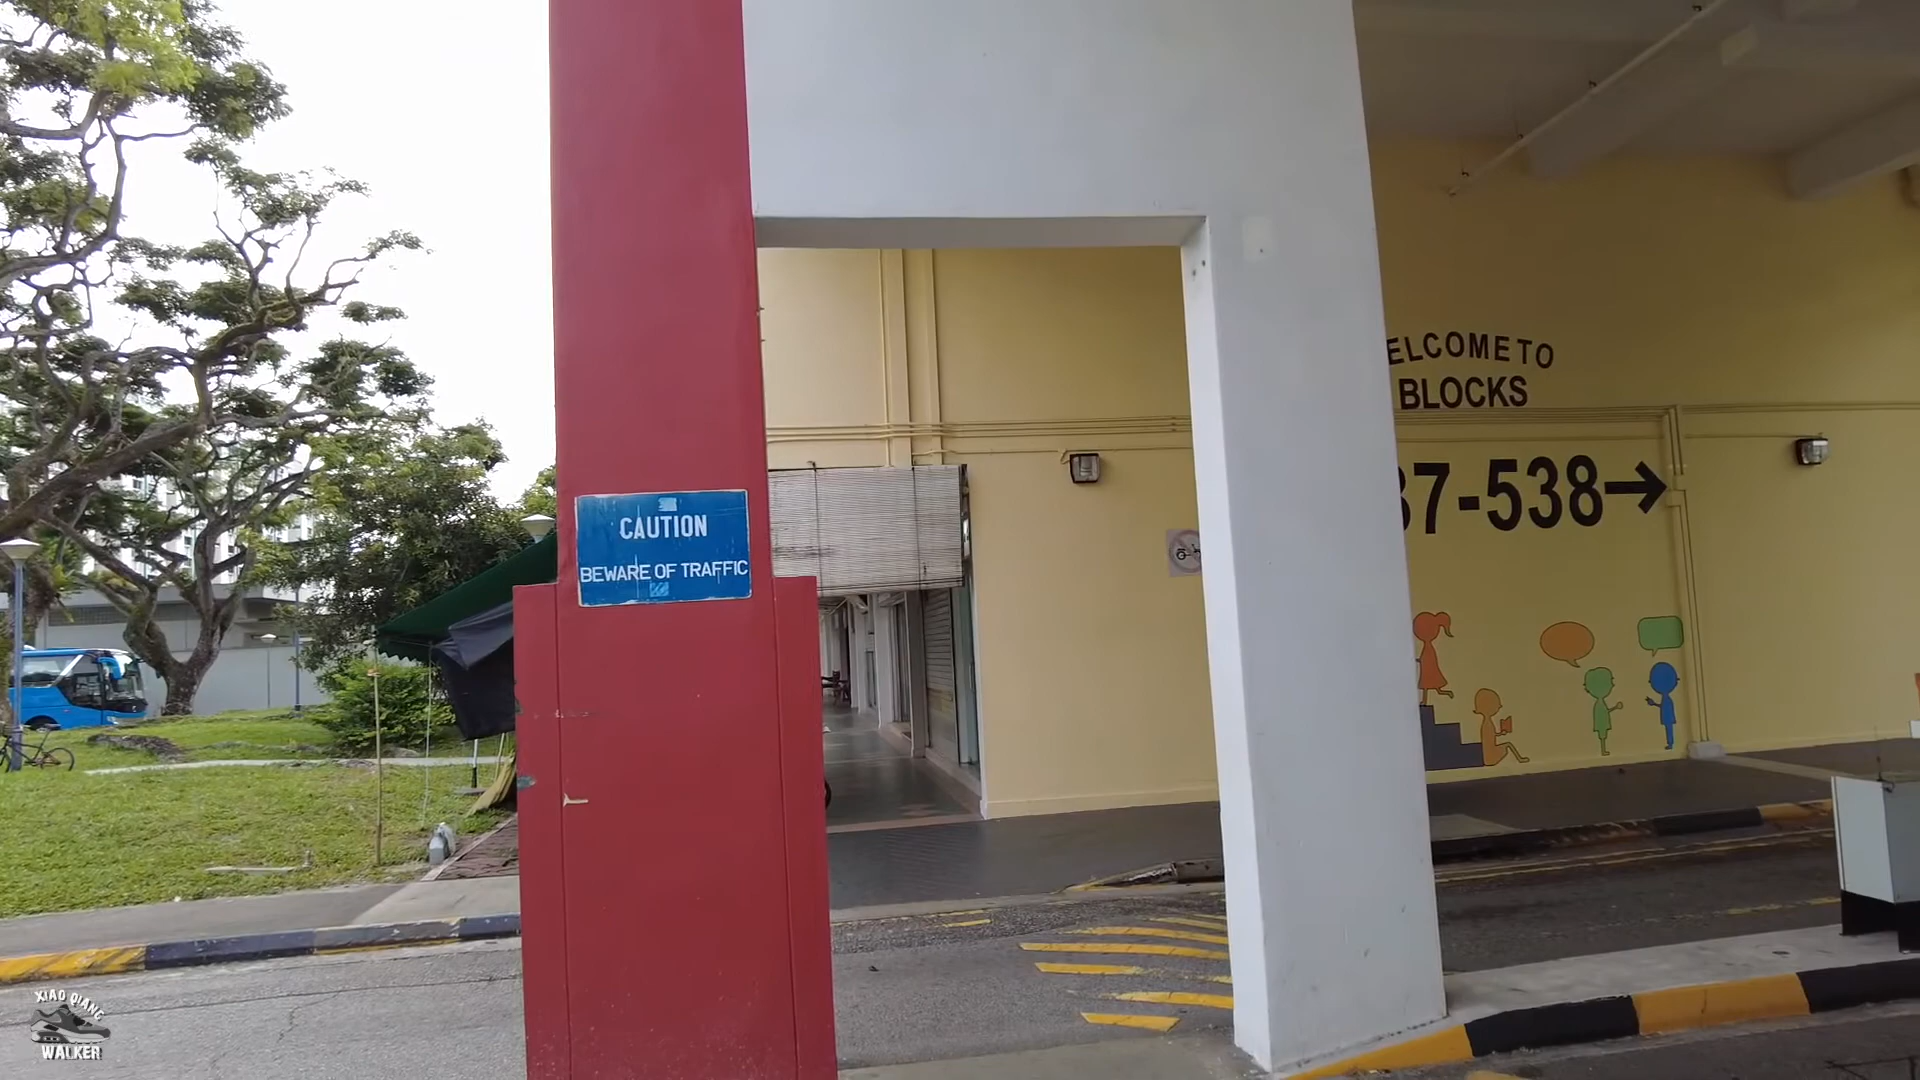 CAUTION
BEWARE OF TRAFFIC
ELCOME TO
BLOCKS
37-538
XIAO QIANG
WALKER